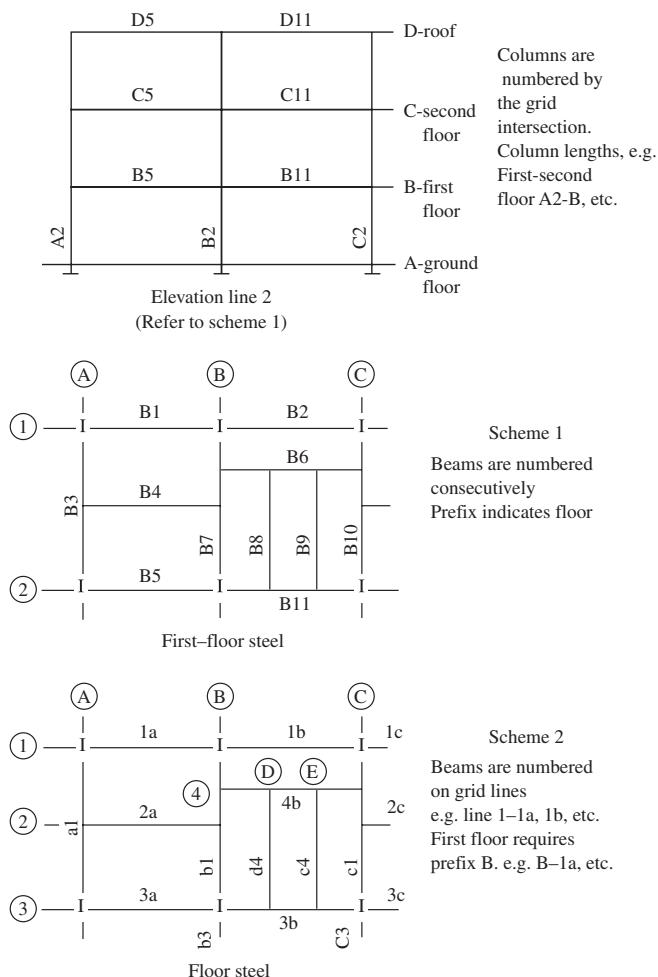 D5 D11
D-roof
C5 C11
C-second
floor
B5 B11
B-first
floor
A2 B2 C2
A-ground
floor
Columns are
numbered by
the grid
intersection.
Column lengths, e.g.
First-second
floor A2-B, etc.
Elevation line 2
(Refer to scheme 1)
A B C
1 I B1 I B2 I
B6
B3 B4
B7 B8 B9 B10
2 I B5 I I
B11
First–floor steel
Scheme 1
Beams are numbered
consecutively
Prefix indicates floor
A B C
1 I 1a I 1b I 1c
4 D E
4b
2 a1 2a 2c
b1 d4 c4 c1
3 I 3a I I 3c
3b
b3 C3
Floor steel
Scheme 2
Beams are numbered
on grid lines
e.g. line 1–1a, 1b, etc.
First floor requires
prefix B. e.g. B–1a, etc.